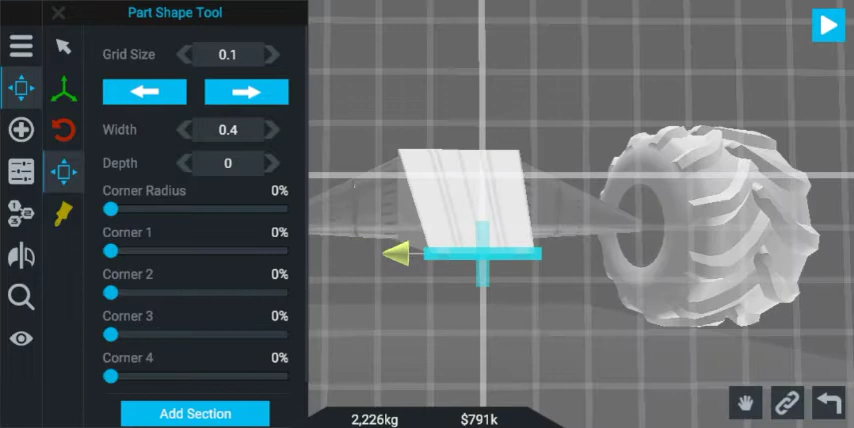 Part Shape Tool
Grid Size 0.1
Width 0.4
Depth 0
Corner Radius 0%
Corner 1 0%
Corner 2 0%
Corner 3 0%
Corner 4 0%
Add Section
2,226kg $791k